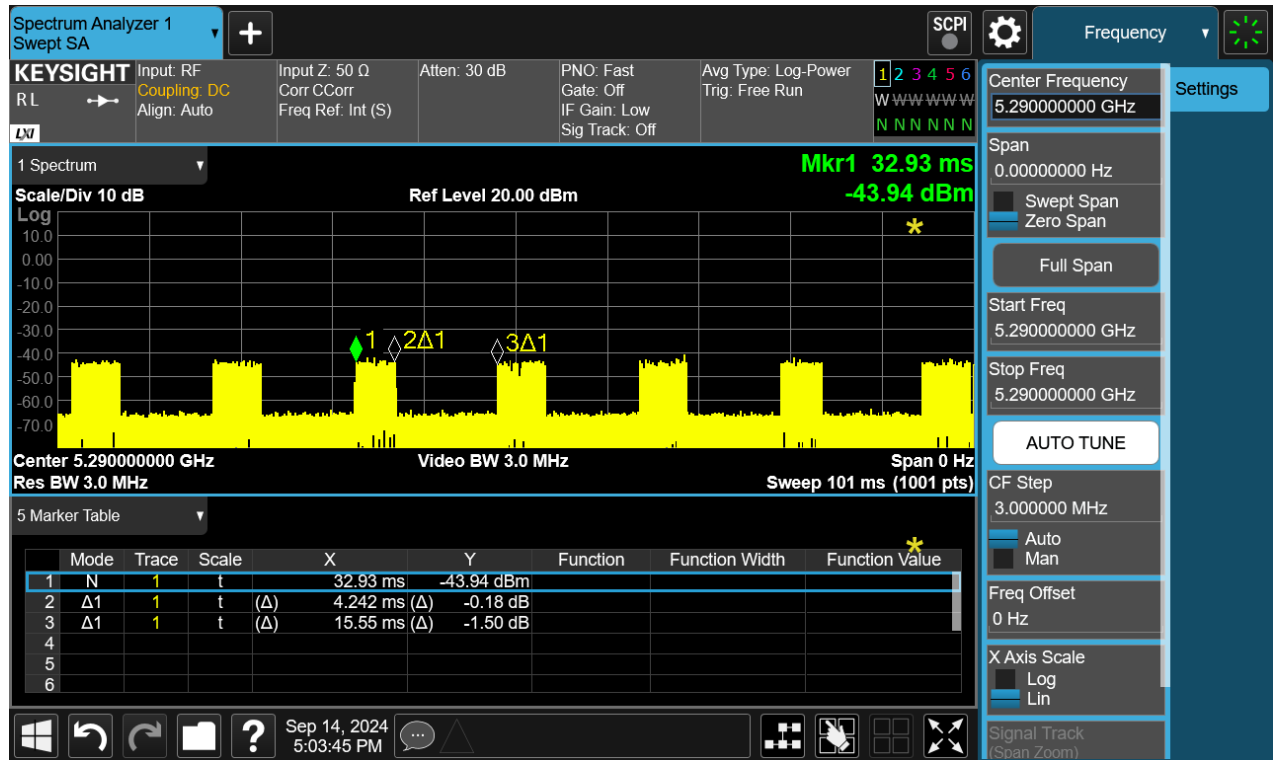 Spectrum Analyzer 1
Swept SA
+
SCPI
Frequency
KEYSIGHT
RL
LXI
Input: RF
Coupling: DC
Align: Auto
Input Z: 50 Ω
Corr CCorr
Freq Ref: Int (S)
Atten: 30 dB
PNO: Fast
Gate: Off
IF Gain: Low
Sig Track: Off
Avg Type: Log-Power
Trig: Free Run
1 2 3 4 5 6
W W W W W W
N N N N N N
1 Spectrum
Scale/Div 10 dB
Ref Level 20.00 dBm
Mkr1 32.93 ms
-43.94 dBm
Log
10.0
0.00
-10.0
-20.0
-30.0
-40.0
-50.0
-60.0
-70.0
*
1
2Δ1
3Δ1
Center 5.290000000 GHz
Video BW 3.0 MHz
Span 0 Hz
Res BW 3.0 MHz
Sweep 101 ms (1001 pts)
5 Marker Table
*
Mode Trace Scale X Y Function Function Width Function Value
1 N 1 t 32.93 ms -43.94 dBm
2 Δ1 1 t (Δ) 4.242 ms (Δ) -0.18 dB
3 Δ1 1 t (Δ) 15.55 ms (Δ) -1.50 dB
4
5
6
?
Sep 14, 2024
5:03:45 PM
Center Frequency
5.290000000 GHz
Span
0.00000000 Hz
Swept Span
Zero Span
Full Span
Start Freq
5.290000000 GHz
Stop Freq
5.290000000 GHz
AUTO TUNE
CF Step
3.000000 MHz
Auto
Man
Freq Offset
0 Hz
X Axis Scale
Log
Lin
Signal Track
(Span Zoom)
Settings